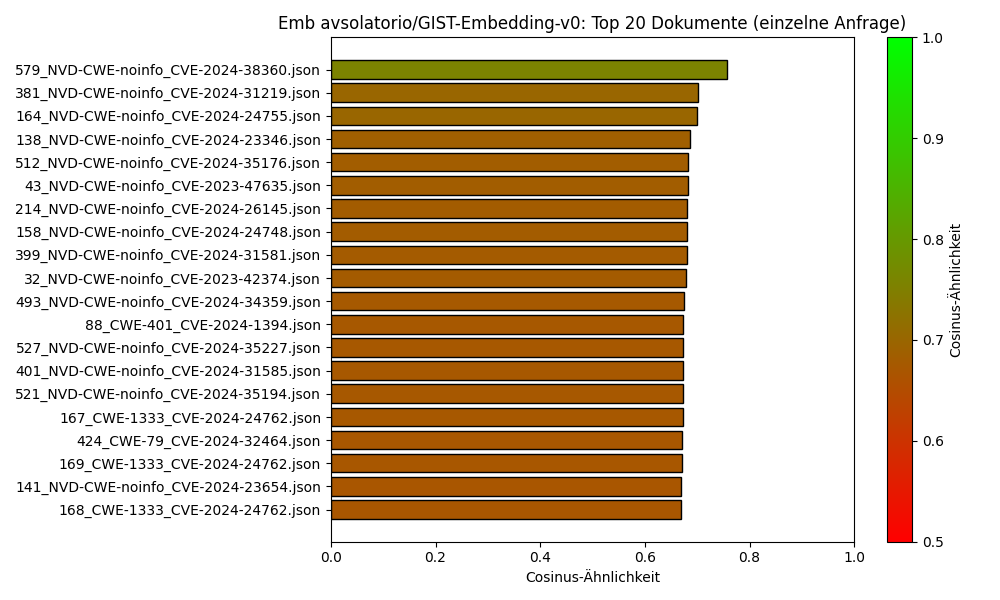 Emb avsolatorio/GIST-Embedding-v0: Top 20 Dokumente (einzelne Anfrage)
579_NVD-CWE-noinfo_CVE-2024-38360.json
381_NVD-CWE-noinfo_CVE-2024-31219.json
164_NVD-CWE-noinfo_CVE-2024-24755.json
138_NVD-CWE-noinfo_CVE-2024-23346.json
512_NVD-CWE-noinfo_CVE-2024-35176.json
43_NVD-CWE-noinfo_CVE-2023-47635.json
214_NVD-CWE-noinfo_CVE-2024-26145.json
158_NVD-CWE-noinfo_CVE-2024-24748.json
399_NVD-CWE-noinfo_CVE-2024-31581.json
32_NVD-CWE-noinfo_CVE-2023-42374.json
493_NVD-CWE-noinfo_CVE-2024-34359.json
88_CWE-401_CVE-2024-1394.json
527_NVD-CWE-noinfo_CVE-2024-35227.json
401_NVD-CWE-noinfo_CVE-2024-31585.json
521_NVD-CWE-noinfo_CVE-2024-35194.json
167_CWE-1333_CVE-2024-24762.json
424_CWE-79_CVE-2024-32464.json
169_CWE-1333_CVE-2024-24762.json
141_NVD-CWE-noinfo_CVE-2024-23654.json
168_CWE-1333_CVE-2024-24762.json
0.0 0.2 0.4 0.6 0.8 1.0
Cosinus-Ähnlichkeit
1.0
0.9
0.8
0.7
0.6
0.5
Cosinus-Ähnlichkeit